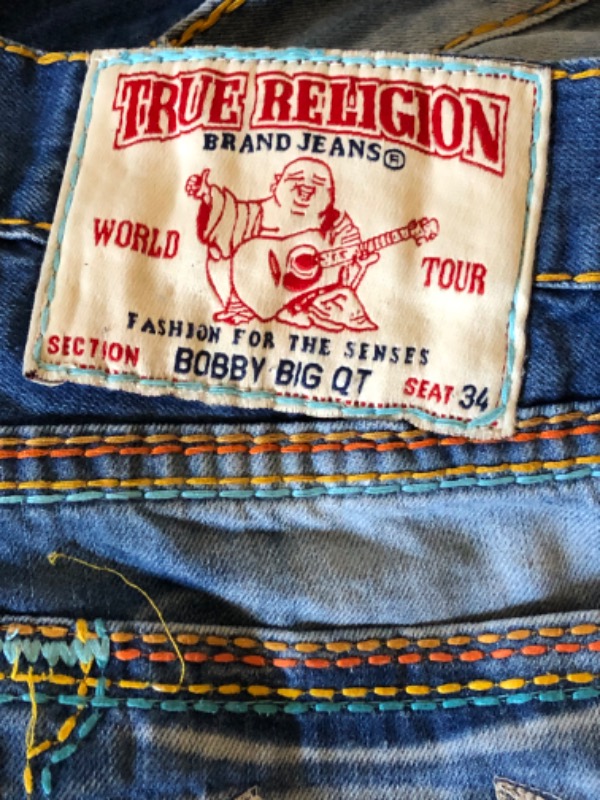 TRUE RELIGION
BRAND JEANS®
WORLD TOUR
FASHION FOR THE SENSES
SECTION BOBBY BIG QT SEAT 34